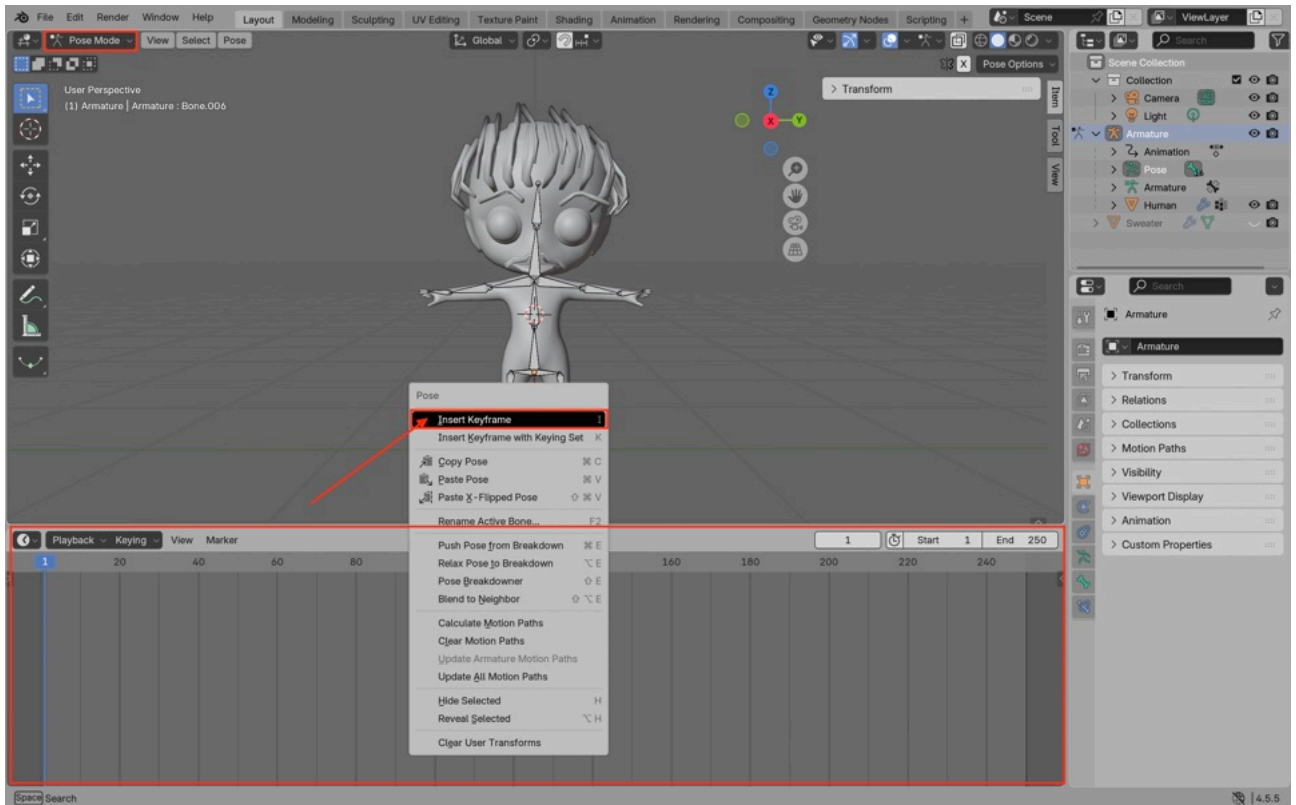 File Edit Render Window Help Layout Modeling Sculpting UV Editing Texture Paint Shading Animation Rendering Compositing Geometry Nodes Scripting + Scene ViewLayer
Pose Mode View Select Pose Global Search
X Pose Options
User Perspective
(1) Armature | Armature : Bone.006
Z
X
Y
Transform
Item
Tool
View
Scene Collection
Collection
Camera
Light
Armature
Animation
Pose
Armature
Human
Sweater
Search
Armature
Armature
Transform
Relations
Collections
Motion Paths
Visibility
Viewport Display
Animation
Custom Properties
Pose
Insert Keyframe I
Insert Keyframe with Keying Set K
Copy Pose ⌘ C
Paste Pose ⌘ V
Paste X-Flipped Pose ⇧ ⌘ V
Rename Active Bone... F2
Push Pose from Breakdown ⌘ E
Relax Pose to Breakdown ⌥ E
Pose Breakdowner ⇧ E
Blend to Neighbor ⇧ ⌥ E
Calculate Motion Paths
Clear Motion Paths
Update Armature Motion Paths
Update All Motion Paths
Hide Selected H
Reveal Selected ⌥ H
Clear User Transforms
Playback Keying View Marker 1 Start 1 End 250
1 20 40 60 80 160 180 200 220 240
Space Search 4.5.5